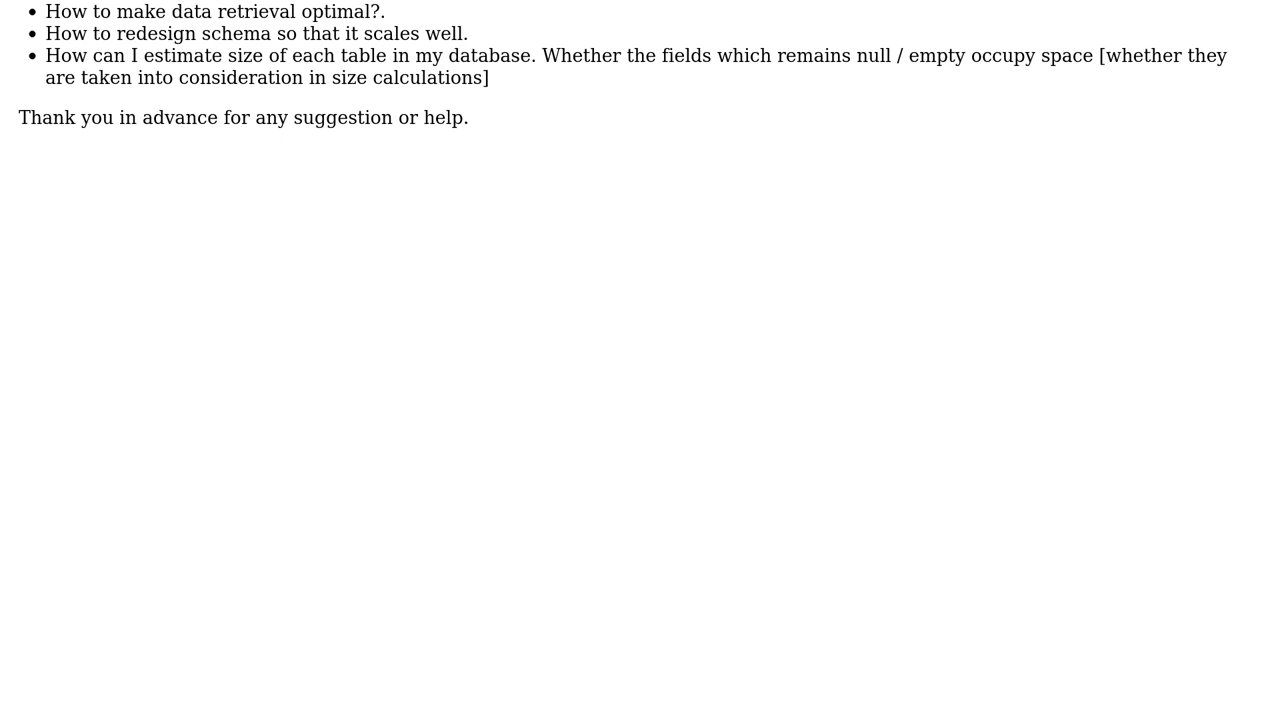 • How to make data retrieval optimal?.
• How to redesign schema so that it scales well.
• How can I estimate size of each table in my database. Whether the fields which remains null / empty occupy space [whether they
are taken into consideration in size calculations]
Thank you in advance for any suggestion or help.